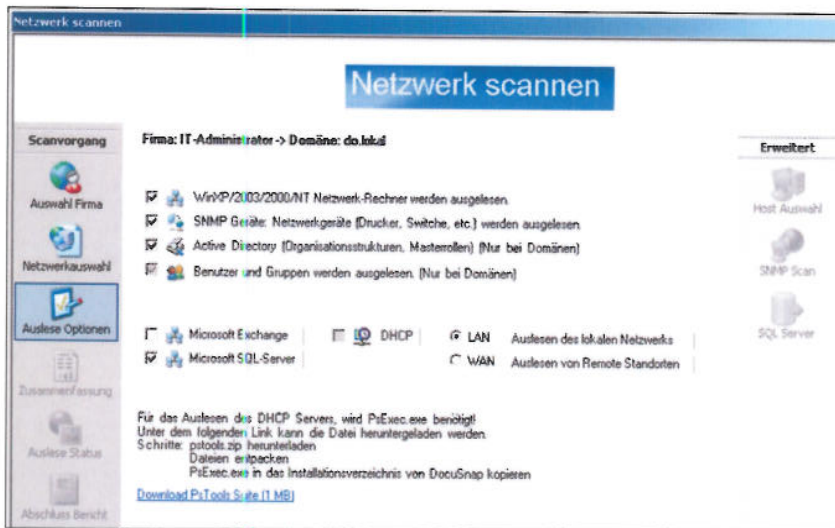 Netzwerk scannen
Netzwerk scannen
Scanvorgang
Auswahl Firma
Netzwerkauswahl
Auslese Optionen
Zusammenfassung
Auslese Status
Abschluss Bericht
Firma: IT-Administrator -> Domäne: do.lokal
WinXP/2003/2000/NT Netzwerk-Rechner werden ausgelesen
SNMP Geräte: Netzwerkgeräte (Drucker, Switche, etc.) werden ausgelesen
Active Directory (Organisationsstrukturen, Masterrollen) (Nur bei Domänen)
Benutzer und Gruppen werden ausgelesen. (Nur bei Domänen)
Microsoft Exchange
DHCP
LAN Auslesen des lokalen Netzwerks
Microsoft SQL-Server
WAN Auslesen von Remote Standorten
Für das Auslesen des DHCP Servers, wird PsExec.exe benötigt!
Unter dem folgenden Link kann die Datei heruntergeladen werden.
Schritte: pstools.zip herunterladen
Dateien entpacken
PsExec.exe in das Installationsverzeichnis von DocuSnap kopieren
Download PsTools Suite (1 MB)
Erweitert
Host Auswahl
SNMP Scan
SQL Server